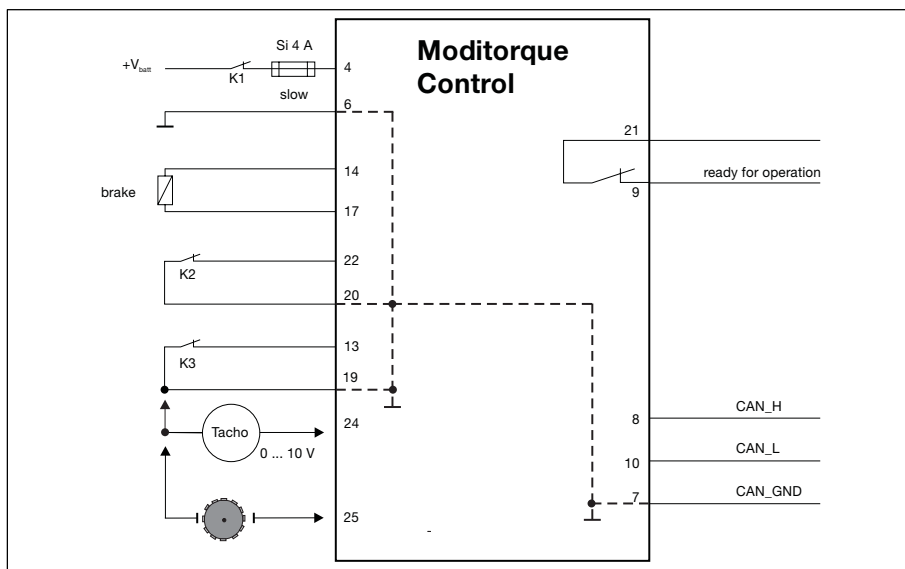 Moditorque
Control
Si 4 A
+Vbatt
K1
slow
4
6
brake
14
17
K2
22
20
K3
13
19
Tacho
0 ... 10 V
24
25
-
21
ready for operation
9
8
CAN_H
10
CAN_L
7
CAN_GND